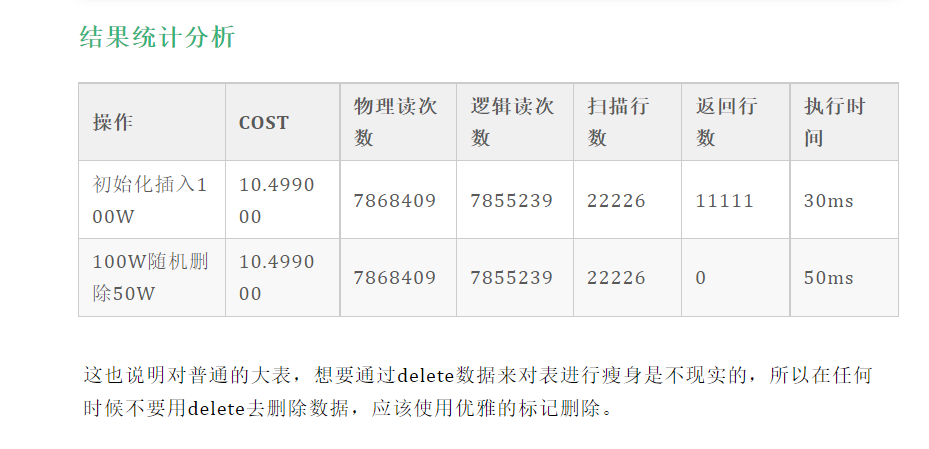 结果统计分析
操作 COST 物理读次数 逻辑读次数 扫描行数 返回行数 执行时间
初始化插入100W 10.499000 7868409 7855239 22226 11111 30ms
100W随机删除50W 10.499000 7868409 7855239 22226 0 50ms
这也说明对普通的大表，想要通过delete数据来对表进行瘦身是不现实的，所以在任何
时候不要用delete去删除数据，应该使用优雅的标记删除。